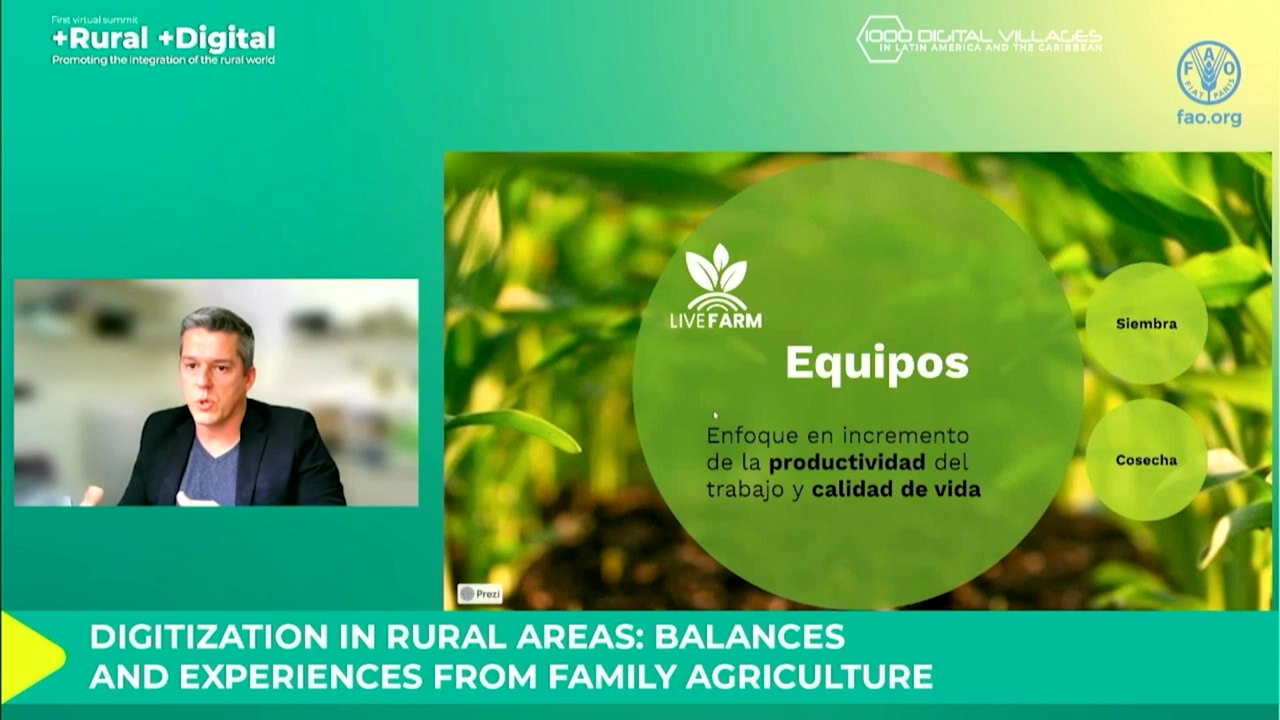 First virtual summit
+Rural +Digital
Promoting the integration of the rural world
1000 DIGITAL VILLAGES
IN LATIN AMERICA AND THE CARIBBEAN
FAO
FIAT PANIS
fao.org
LIVEFARM
Equipos
Enfoque en incremento
de la productividad del
trabajo y calidad de vida
Siembra
Cosecha
Prezi
DIGITIZATION IN RURAL AREAS: BALANCES
AND EXPERIENCES FROM FAMILY AGRICULTURE